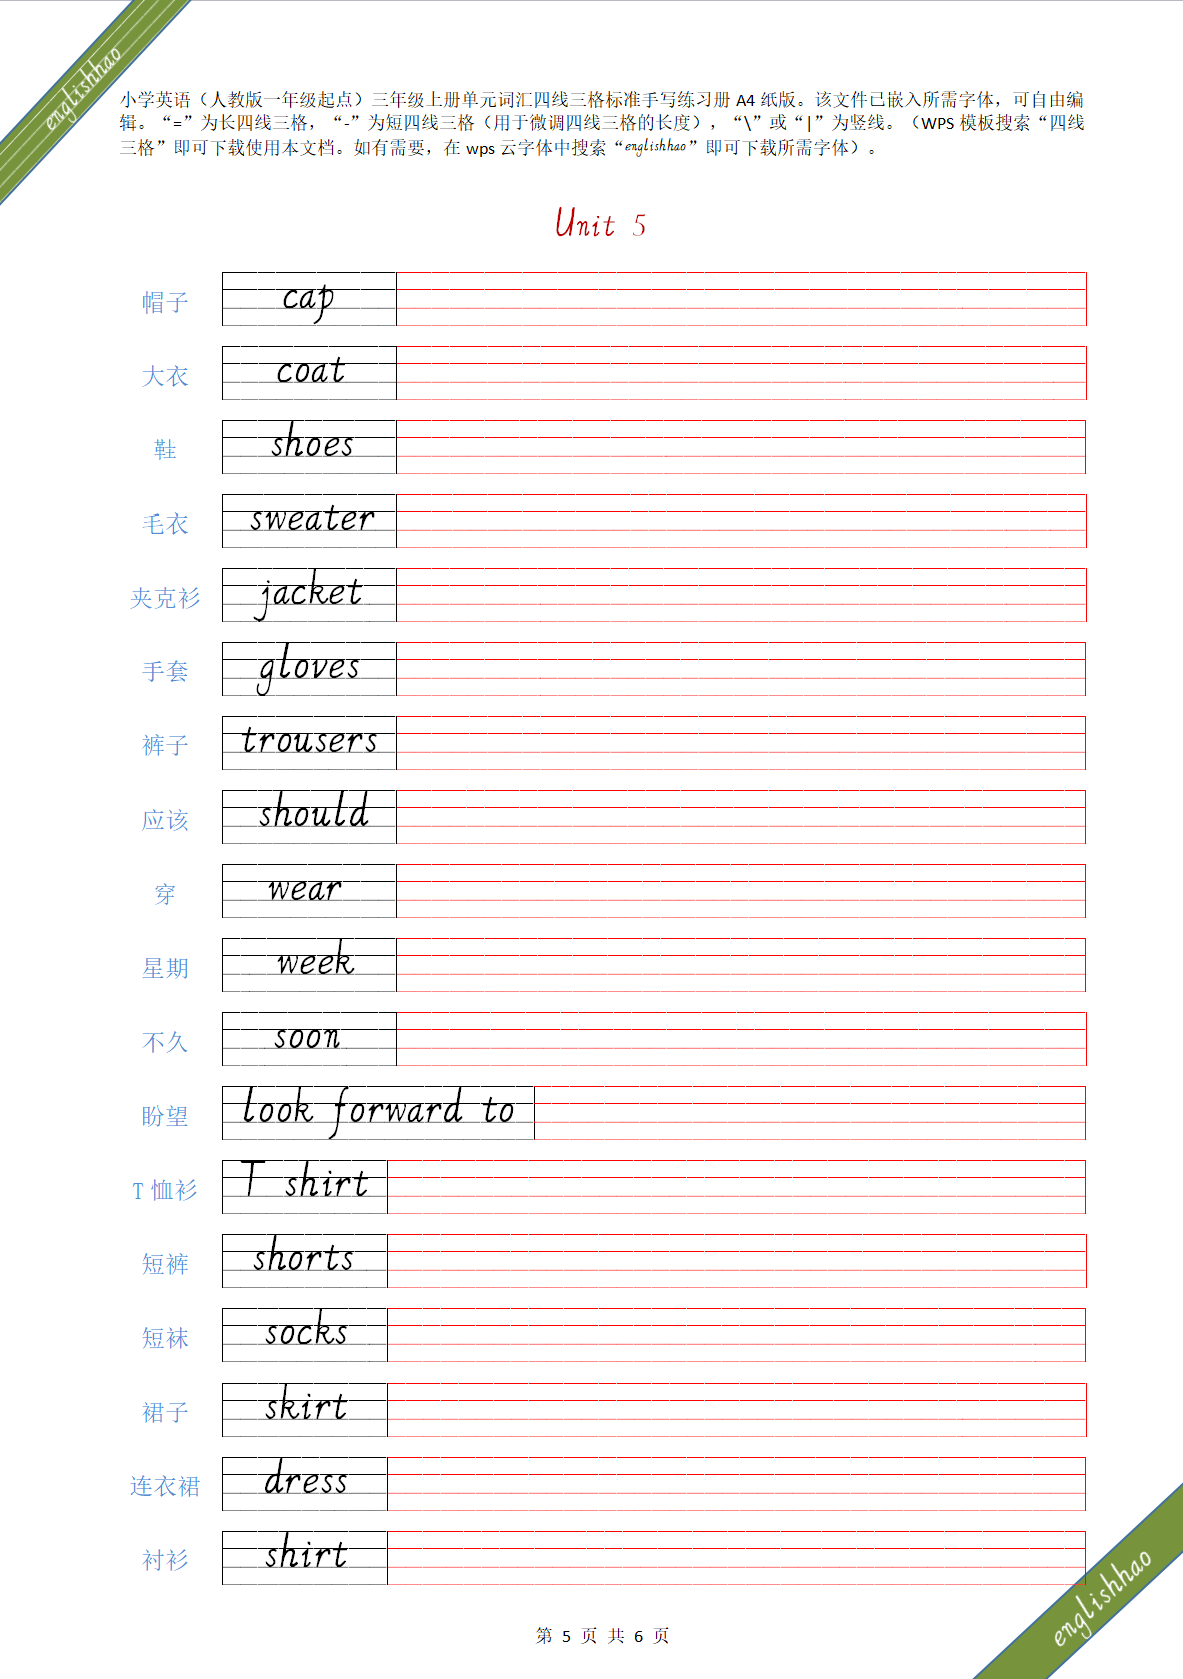 englishhao
小学英语（人教版一年级起点）三年级上册单元词汇四线三格标准手写练习册 A4 纸版。该文件已嵌入所需字体，可自由编
辑。“=”为长四线三格，“-”为短四线三格（用于微调四线三格的长度），“\”或“|”为竖线。（WPS 模板搜索“四线
三格”即可下载使用本文档。如有需要，在 wps 云字体中搜索“englishhao”即可下载所需字体）。
Unit 5
帽子 cap
大衣 coat
鞋 shoes
毛衣 sweater
夹克衫 jacket
手套 gloves
裤子 trousers
应该 should
穿 wear
星期 week
不久 soon
盼望 look forward to
T 恤衫 T shirt
短裤 shorts
短袜 socks
裙子 skirt
连衣裙 dress
衬衫 shirt
englishhao
第 5 页 共 6 页